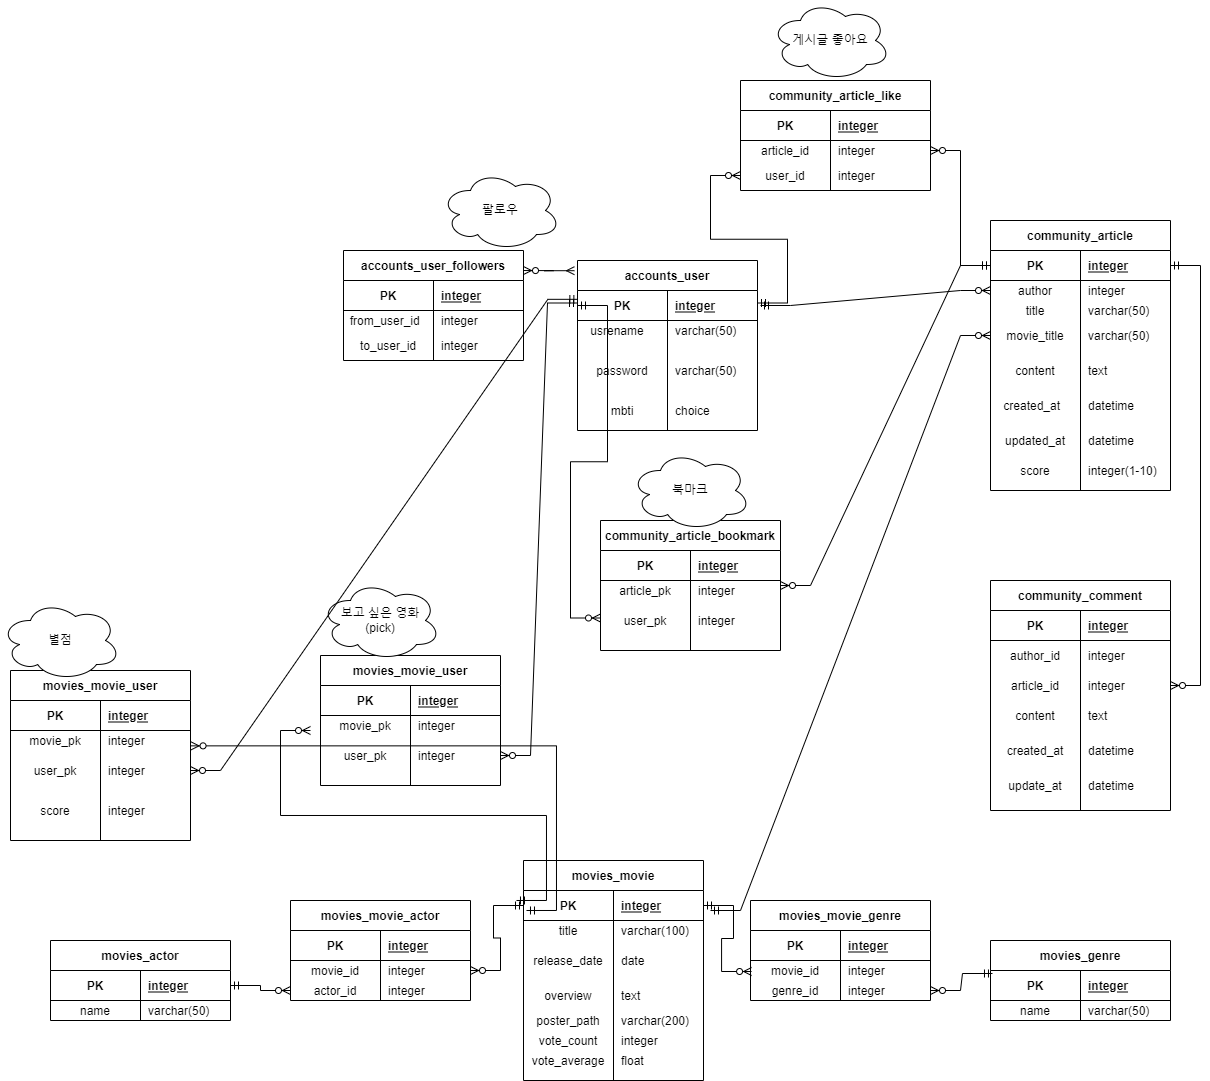 게시글 좋아요
community_article_like
PK integer
article_id integer
user_id integer
팔로우
accounts_user_followers
PK integer
from_user_id integer
to_user_id integer
accounts_user
PK integer
usrename varchar(50)
password varchar(50)
mbti choice
community_article
PK integer
author integer
title varchar(50)
movie_title varchar(50)
content text
created_at datetime
updated_at datetime
score integer(1-10)
북마크
community_article_bookmark
PK integer
article_pk integer
user_pk integer
community_comment
PK integer
author_id integer
article_id integer
content text
created_at datetime
update_at datetime
별점
movies_movie_user
PK integer
movie_pk integer
user_pk integer
score integer
보고 싶은 영화
(pick)
movies_movie_user
PK integer
movie_pk integer
user_pk integer
movies_movie
PK integer
title varchar(100)
release_date date
overview text
poster_path varchar(200)
vote_count integer
vote_average float
movies_movie_actor
PK integer
movie_id integer
actor_id integer
movies_actor
PK integer
name varchar(50)
movies_movie_genre
PK integer
movie_id integer
genre_id integer
movies_genre
PK integer
name varchar(50)